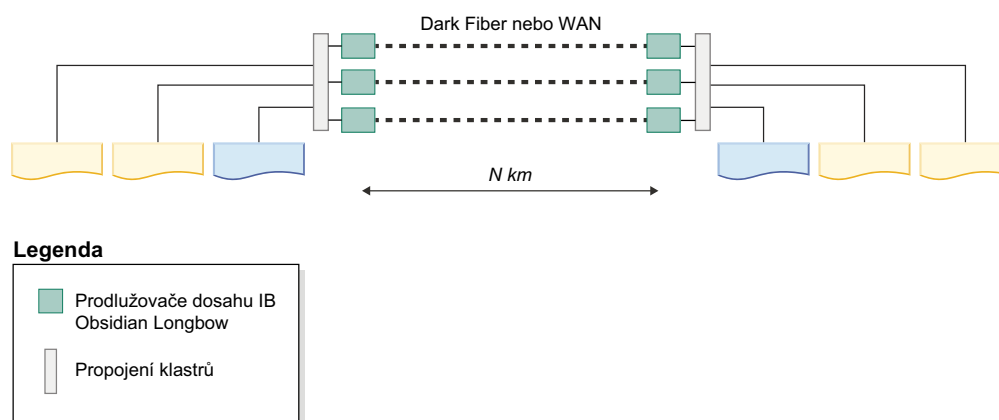 Dark Fiber nebo WAN
N km
Legenda
Prodlužovače dosahu IB
Obsidian Longbow
Propojení klastrů